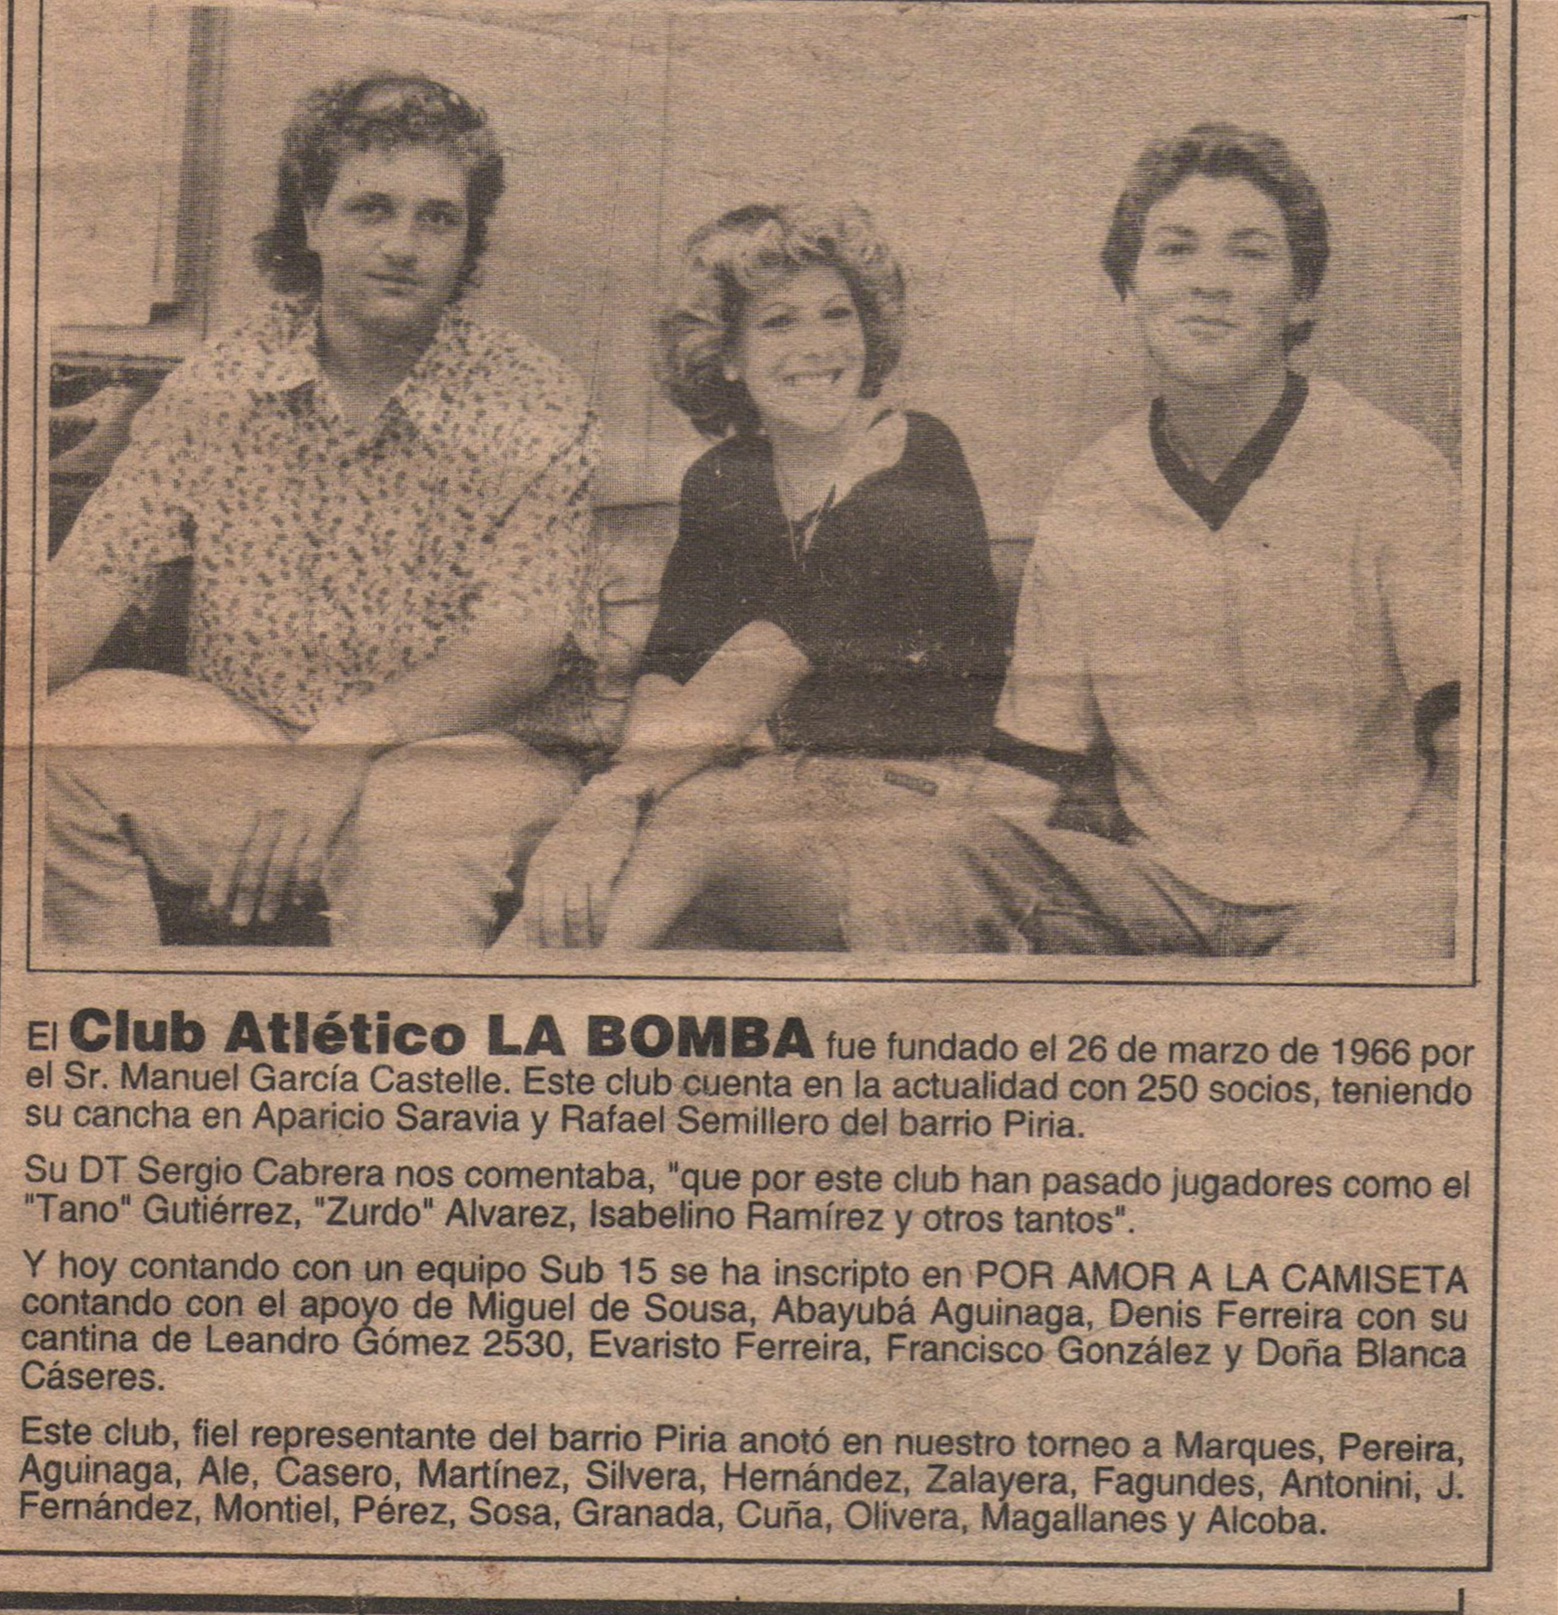 El Club Atlético LA BOMBA fue fundado el 26 de marzo de 1966 por
el Sr. Manuel García Castelle. Este club cuenta en la actualidad con 250 socios, teniendo
su cancha en Aparicio Saravia y Rafael Semillero del barrio Piria.
Su DT Sergio Cabrera nos comentaba, "que por este club han pasado jugadores como el
"Tano" Gutiérrez, "Zurdo" Alvarez, Isabelino Ramírez y otros tantos".
Y hoy contando con un equipo Sub 15 se ha inscripto en POR AMOR A LA CAMISETA
contando con el apoyo de Miguel de Sousa, Abayubá Aguinaga, Denis Ferreira con su
cantina de Leandro Gómez 2530, Evaristo Ferreira, Francisco González y Doña Blanca
Cáseres.
Este club, fiel representante del barrio Piria anotó en nuestro torneo a Marques, Pereira,
Aguinaga, Ale, Casero, Martínez, Silvera, Hernández, Zalayera, Fagundes, Antonini, J.
Fernández, Montiel, Pérez, Sosa, Granada, Cuña, Olivera, Magallanes y Alcoba.